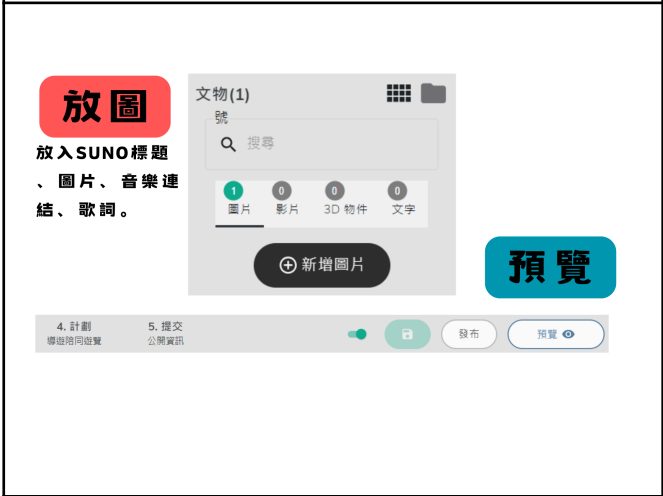 放圖
放入SUNO標題
、圖片、音樂連
結、歌詞。
文物(1)
號
搜尋
1 0 0 0
圖片 影片 3D 物件 文字
新增圖片
預覽
4. 計劃 5. 提交
導遊陪同遊覽 公開資訊
發布 預覽